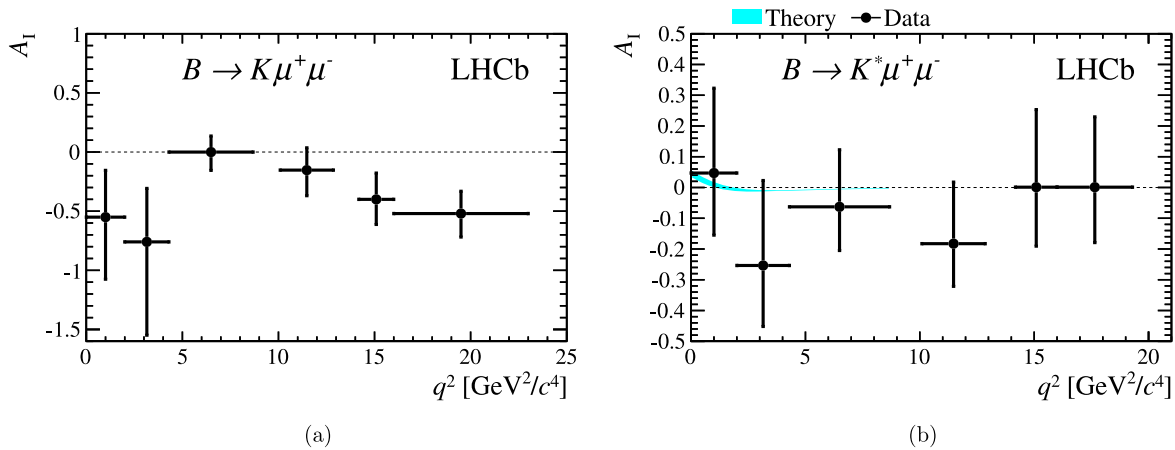 Theory Data
A_I
1
0.5
0
-0.5
-1
-1.5
B → Kμ⁺μ⁻
LHCb
0 5 10 15 20 25
q² [GeV²/c⁴]
(a)
A_I
0.5
0.4
0.3
0.2
0.1
0
-0.1
-0.2
-0.3
-0.4
-0.5
B → K*μ⁺μ⁻
LHCb
0 5 10 15 20
q² [GeV²/c⁴]
(b)